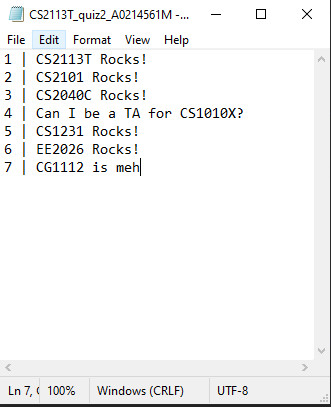 CS2113T_quiz2_A0214561M -...
File Edit Format View Help
1 | CS2113T Rocks!
2 | CS2101 Rocks!
3 | CS2040C Rocks!
4 | Can I be a TA for CS1010X?
5 | CS1231 Rocks!
6 | EE2026 Rocks!
7 | CG1112 is meh
Ln 7, C 100% Windows (CRLF) UTF-8